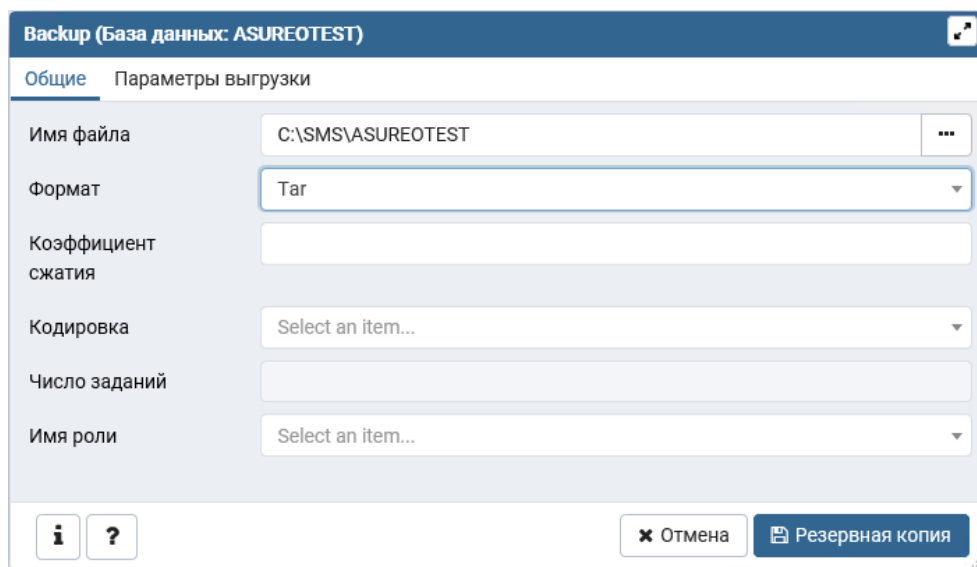 Backup (База данных: ASUREOTEST)
Общие Параметры выгрузки
Имя файла C:\SMS\ASUREOTEST
Формат Tar
Коэффициент
сжатия
Кодировка Select an item...
Число заданий
Имя роли Select an item...
i ? Отмена Резервная копия